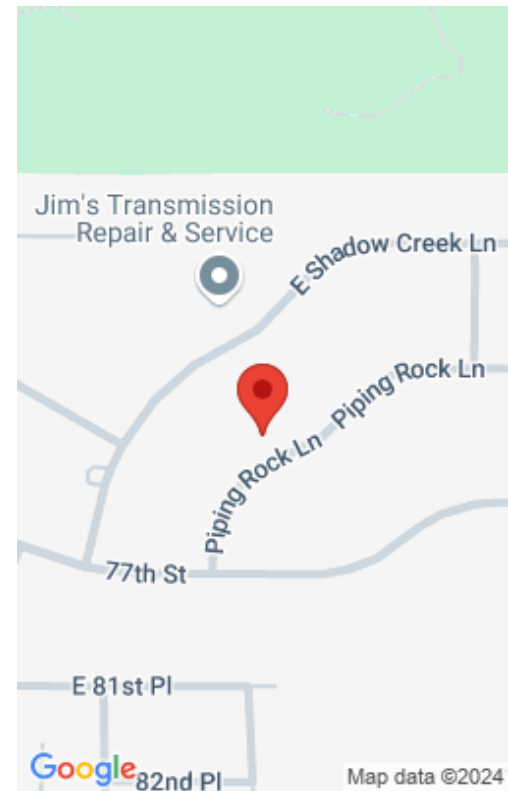 Jim's Transmission
Repair & Service
E Shadow Creek Ln
Piping Rock Ln
Piping Rock Ln
77th St
E 81st Pl
82nd Pl
Google
Map data ©2024